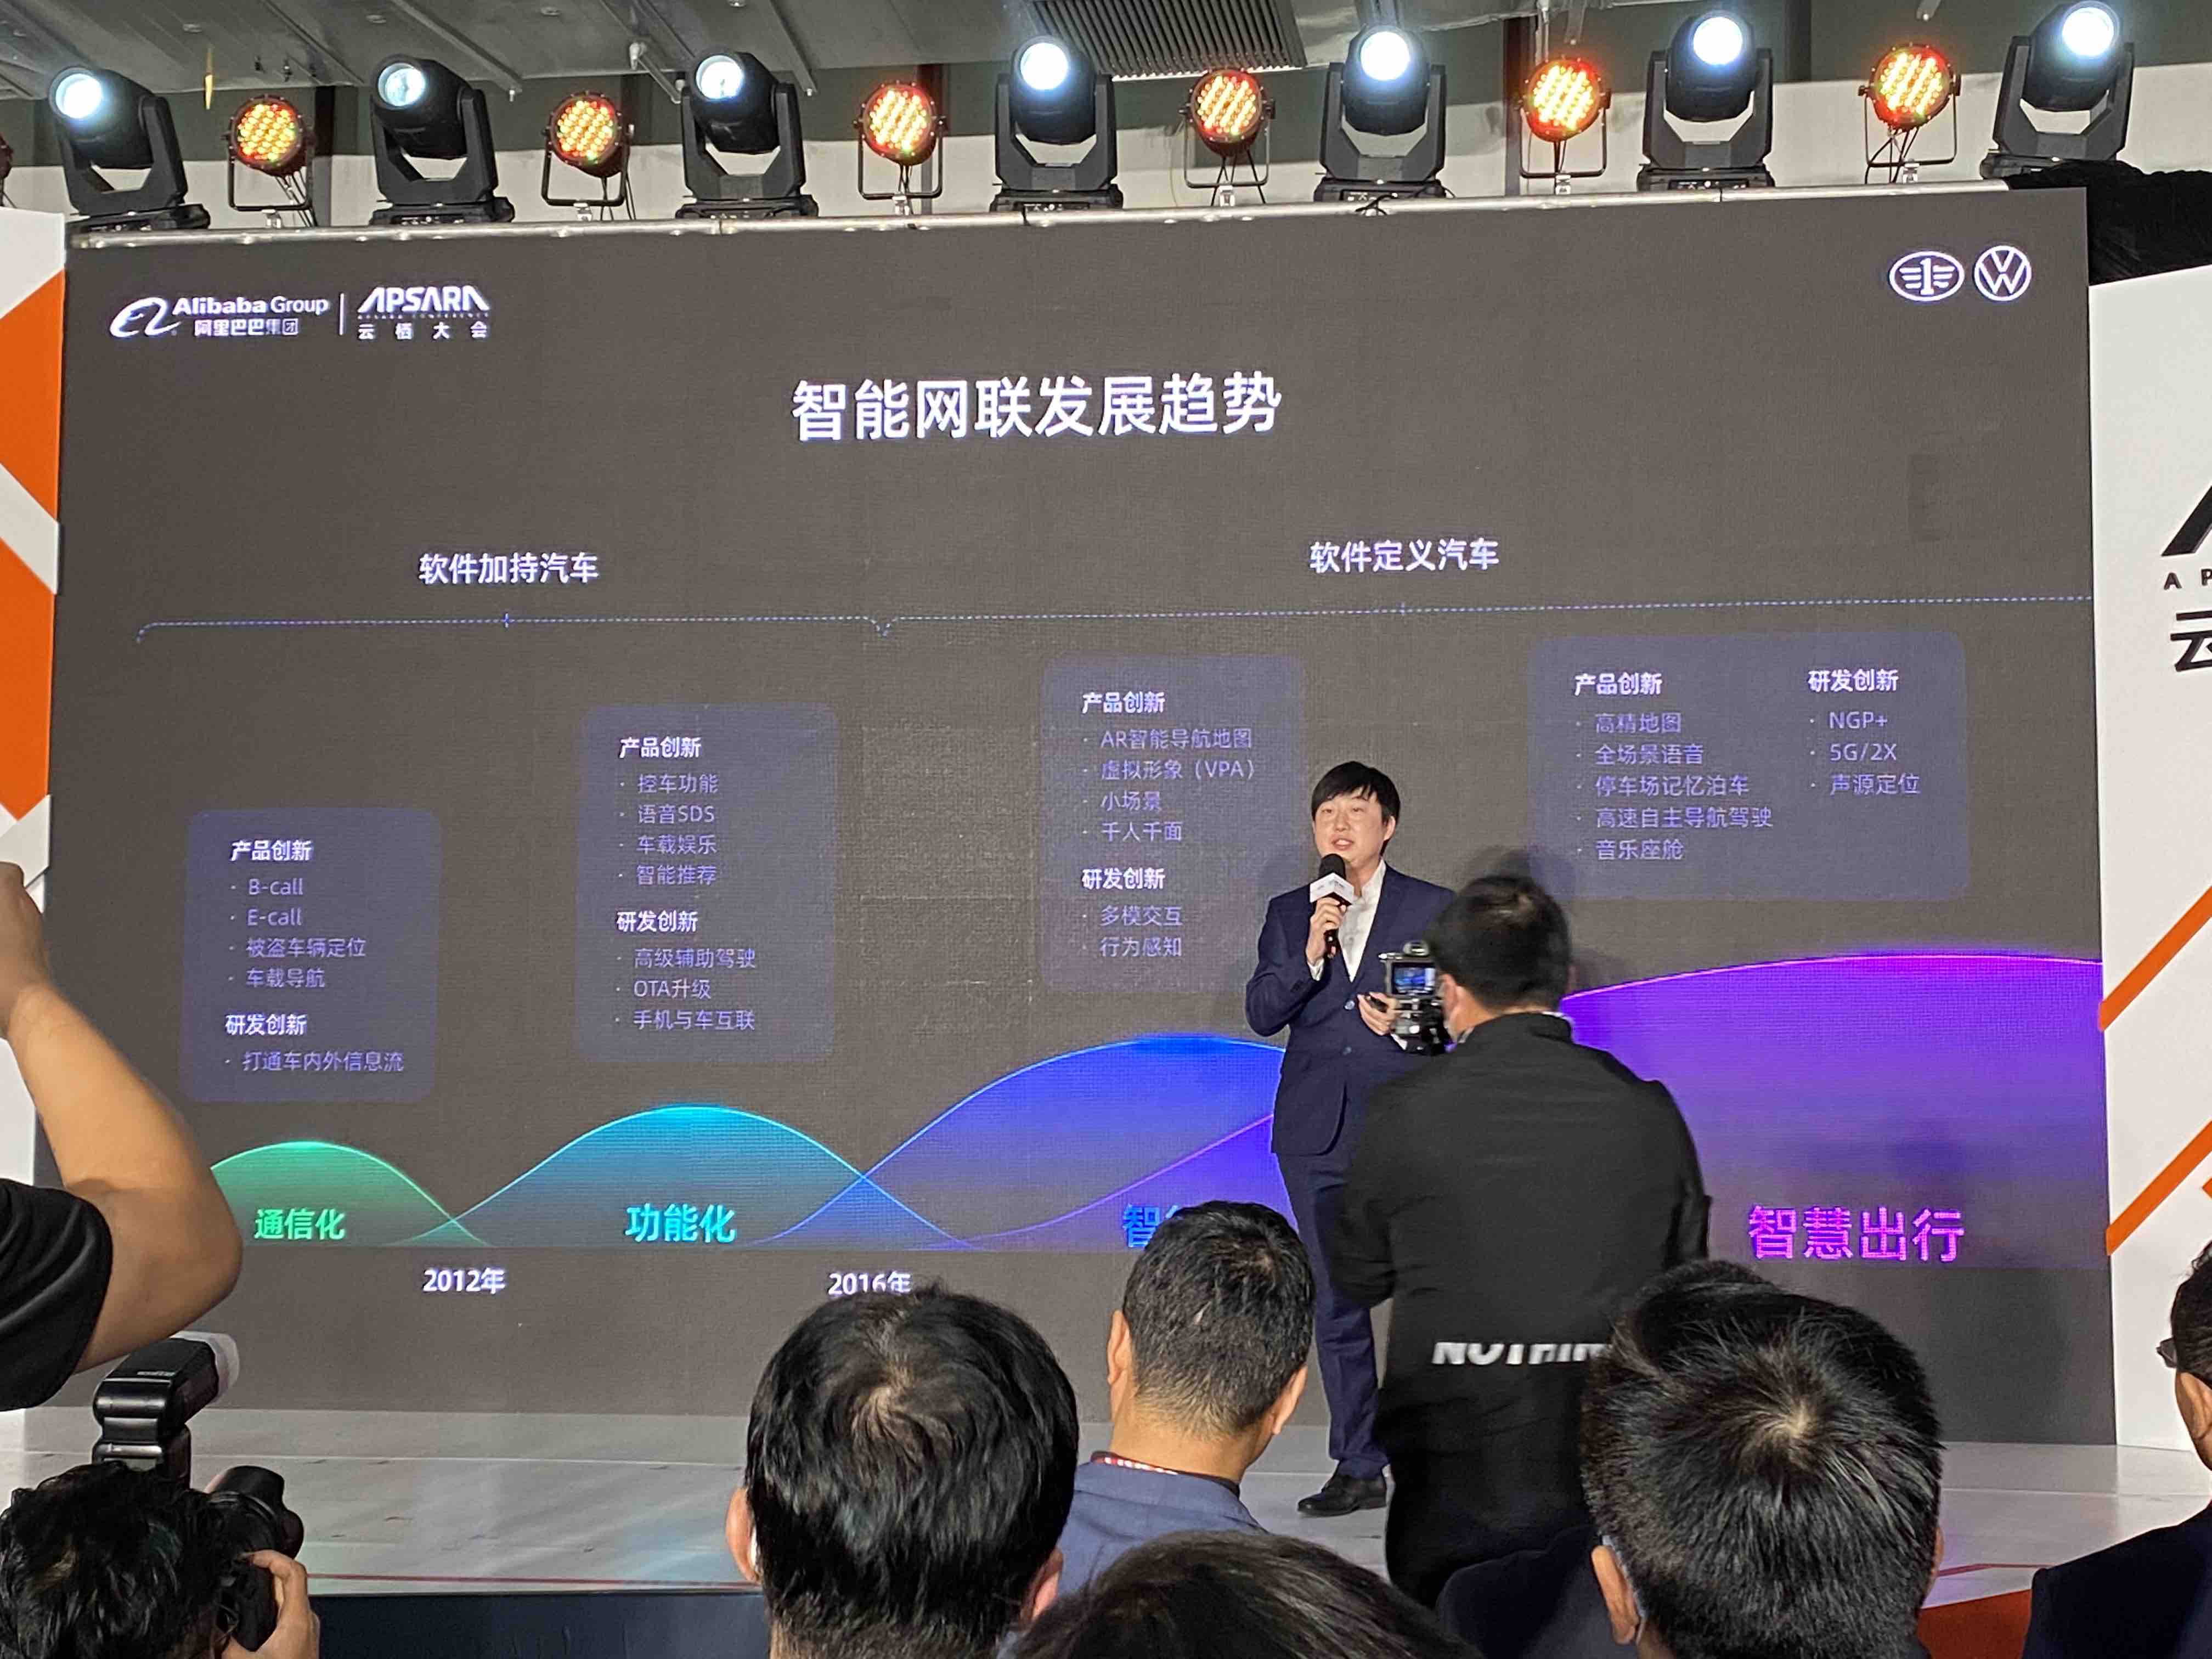 Alibaba Group
阿里巴巴集团
APSARA
云栖大会
智能网联发展趋势
软件加持汽车
软件定义汽车
产品创新
· B-call
· E-call
· 被盗车辆定位
· 车载导航
研发创新
· 打通车内外信息流
产品创新
· 控车功能
· 语音SDS
· 车载娱乐
· 智能推荐
研发创新
· 高级辅助驾驶
· OTA升级
· 手机与车互联
产品创新
· AR智能导航地图
· 虚拟形象（VPA）
· 小场景
· 千人千面
研发创新
· 多模交互
· 行为感知
产品创新
· 高精地图
· 全场景语音
· 停车场记忆泊车
· 高速自主导航驾驶
· 音乐座舱
研发创新
· NGP+
· 5G/2X
· 声源定位
通信化
功能化
智
智慧出行
2012年
2016年
A P
云